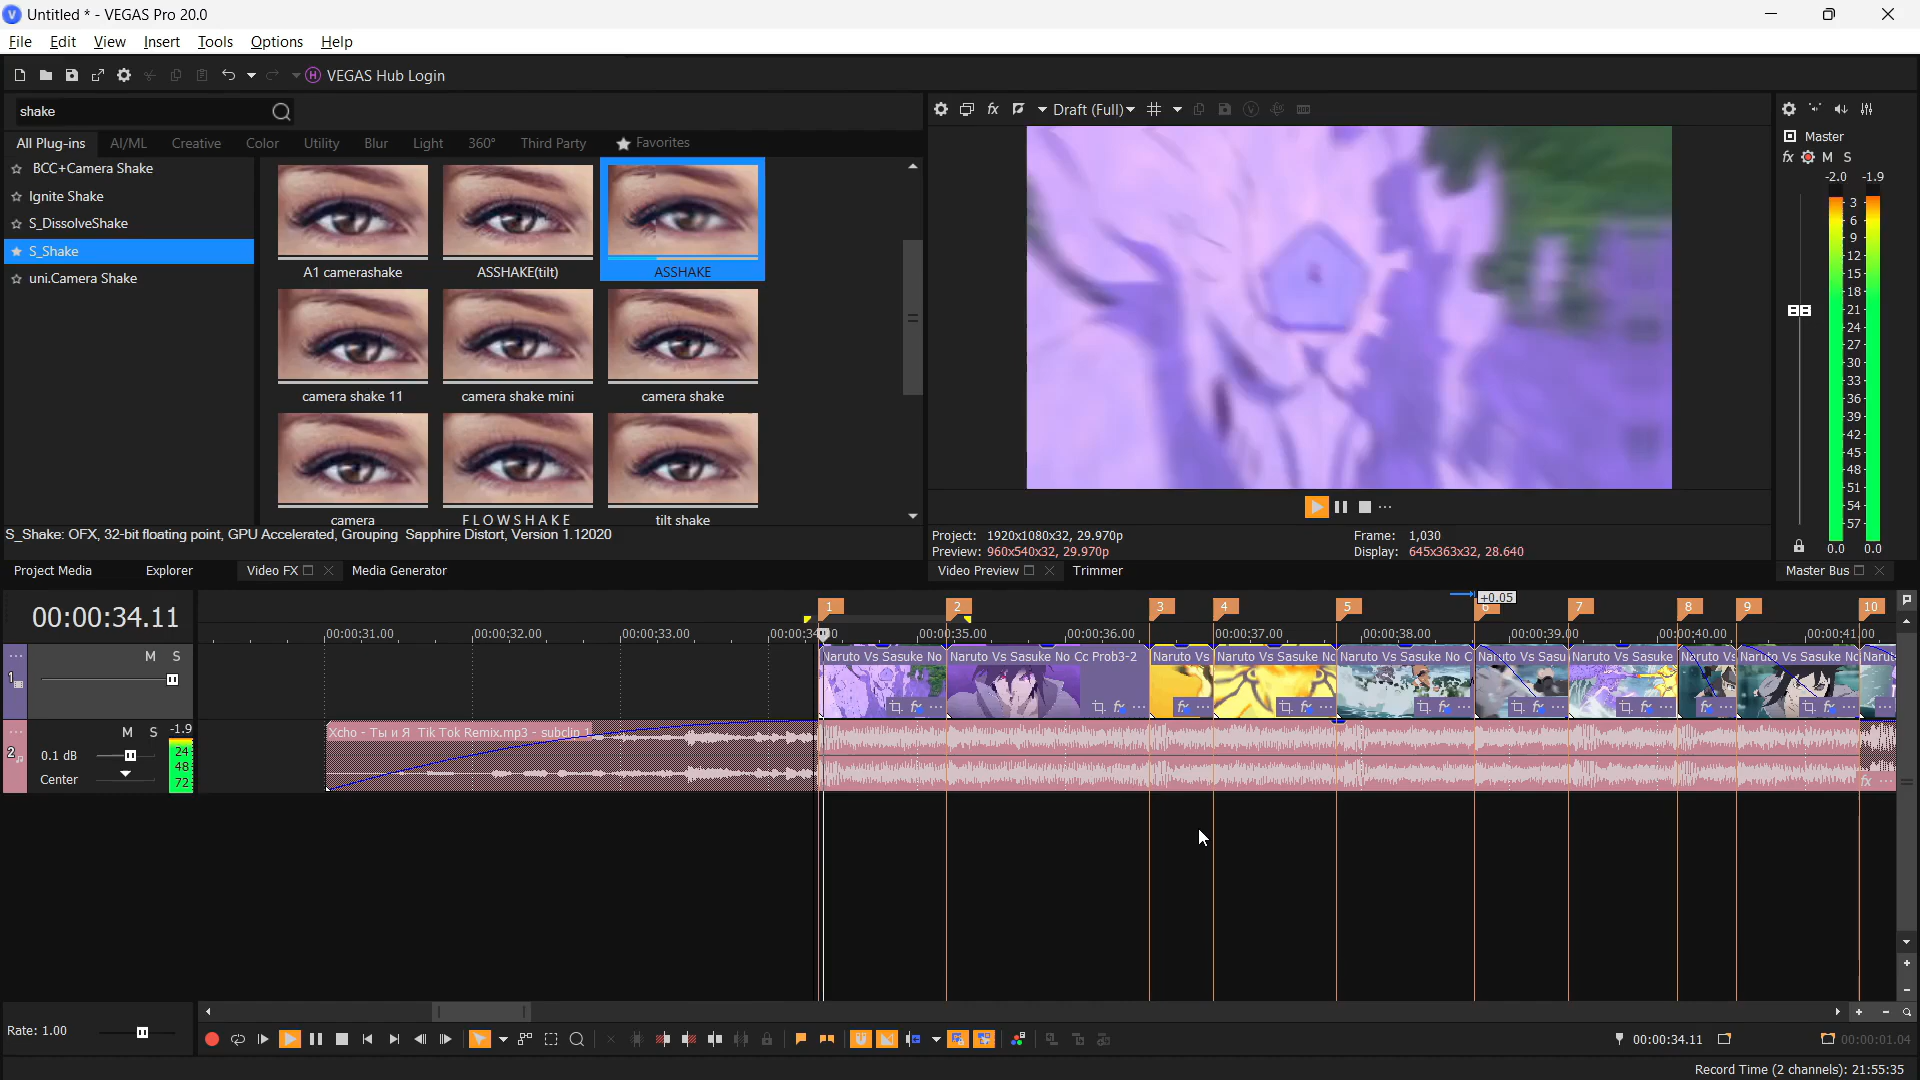 Untitled * - VEGAS Pro 20.0
File Edit View Insert Tools Options Help
VEGAS Hub Login
shake
All Plug-ins AI/ML Creative Color Utility Blur Light 360° Third Party Favorites
BCC+Camera Shake
Ignite Shake
S_DissolveShake
S_Shake
uni.Camera Shake
A1 camerashake ASSHAKE(tilt) ASSHAKE
camera shake 11 camera shake mini camera shake
camera F L O W S H A K E tilt shake
S_Shake: OFX, 32-bit floating point, GPU Accelerated, Grouping Sapphire Distort, Version 1.12020
Project Media Explorer Video FX Media Generator
fx Draft (Full)
Project: 1920x1080x32, 29.970p
Preview: 960x540x32, 29.970p
Frame: 1,030
Display: 645x363x32, 28.640
Video Preview Trimmer
Master
fx M S
-2.0 -1.9
3
6
9
12
15
18
21
24
27
30
33
36
39
42
45
48
51
54
57
0.0 0.0
Master Bus
00:00:34.11
1 2 3 4 5 6 7 8 9 10
+0.05
00:00:31.00 00:00:32.00 00:00:33.00 00:00:35.00 00:00:36.00 00:00:37.00 00:00:38.00 00:00:39.00 00:00:40.00
1 M S
Naruto Vs Sasuke No Naruto Vs Sasuke No Cc Prob3-2 Naruto Vs Naruto Vs Sasuke No Naruto Vs Sasuke No C Naruto Vs Sasu Naruto Vs Sasuke Naruto Vs Naruto Vs Sasuke No Narut
2 M S -1.9
0.1 dB
Center
24
48
72
Xcho - Ты и Я Tik Tok Remix.mp3 - subclip 1
fx
Rate: 1.00
00:00:34.11 00:00:01.04
Record Time (2 channels): 21:55:35